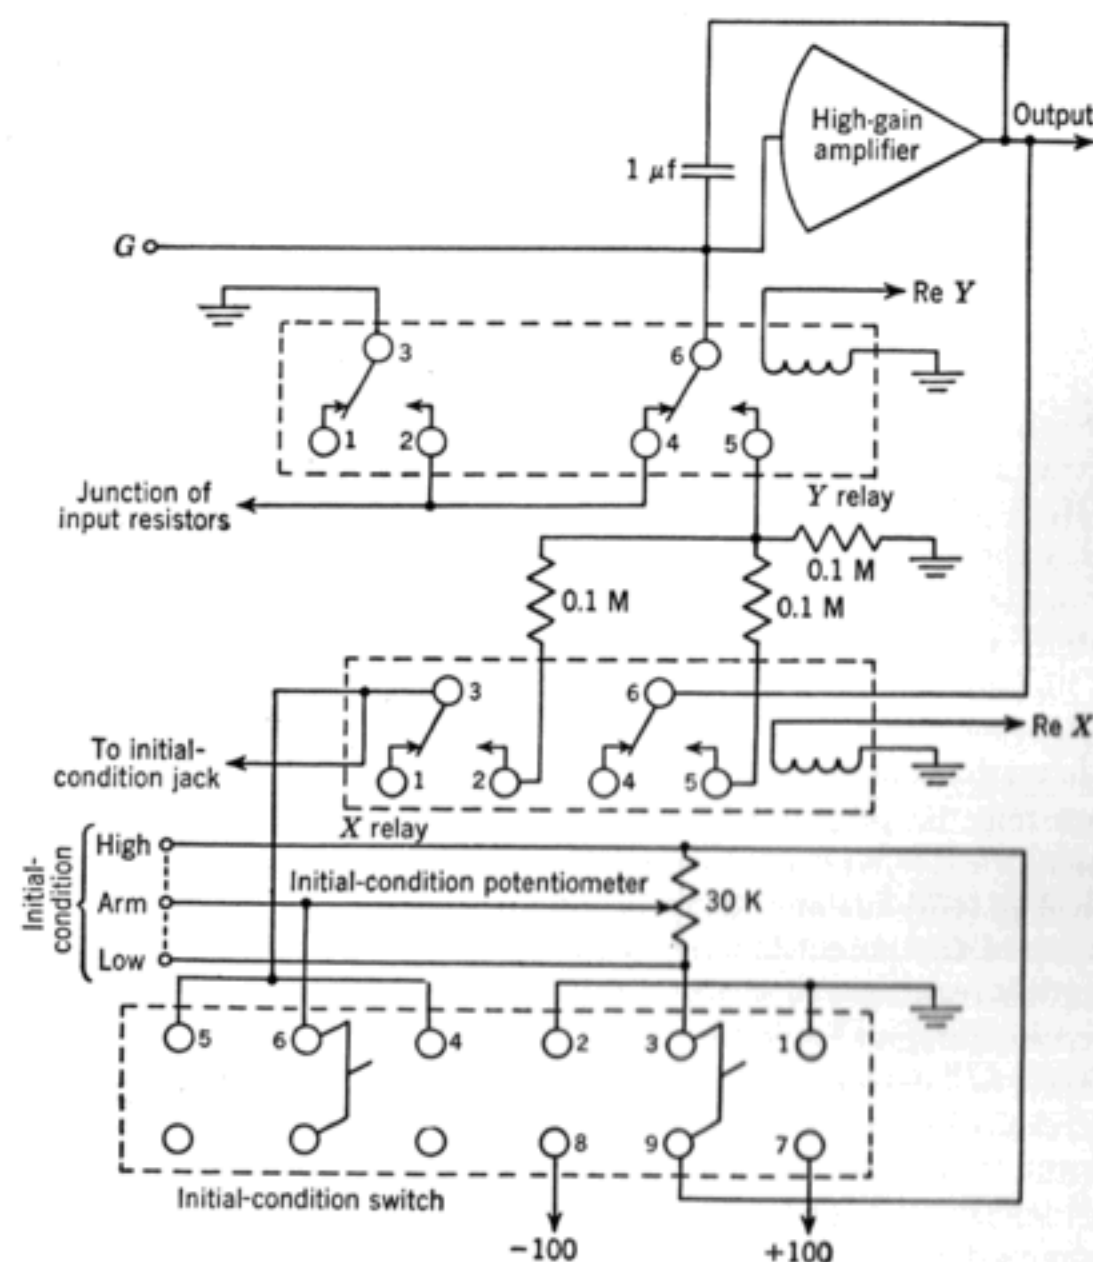 High-gain
amplifier
Output
1 μf
G
Re Y
3
6
1
2
4
5
Junction of
input resistors
Y relay
0.1 M
0.1 M
0.1 M
3
6
Re X
To initial-
condition jack
1
2
4
5
X relay
Initial-
condition
High
Arm
Low
Initial-condition potentiometer
30 K
5
6
4
2
3
1
8
9
7
Initial-condition switch
-100
+100